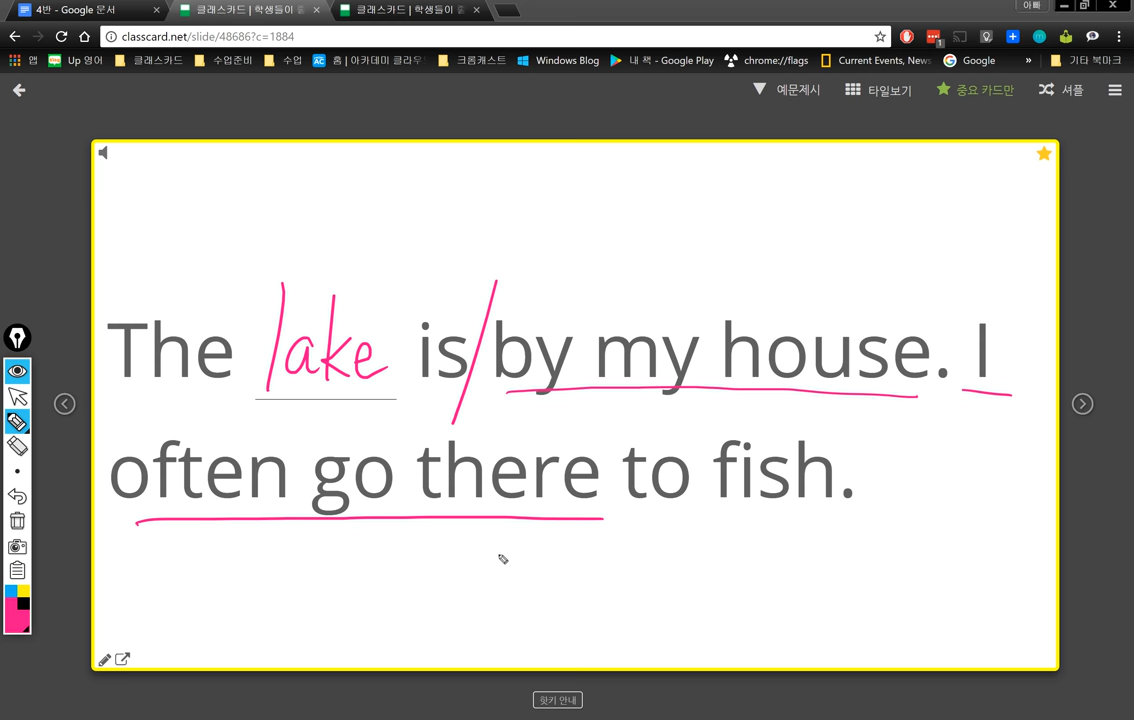 4반 - Google 문서
클래스카드 | 학생들이 클
클래스카드 | 학생들이 클
아빠
classcard.net/slide/48686?c=1884
1
앱 Up 영어 클래스카드 수업준비 수업 홈 | 아카데미 클라우 크롬캐스트 Windows Blog 내 책 - Google Play chrome://flags Current Events, News Google » 기타 북마크
예문제시 타일보기 중요 카드만 셔플
The lake is / by my house. I
often go there to fish.
핫키 안내